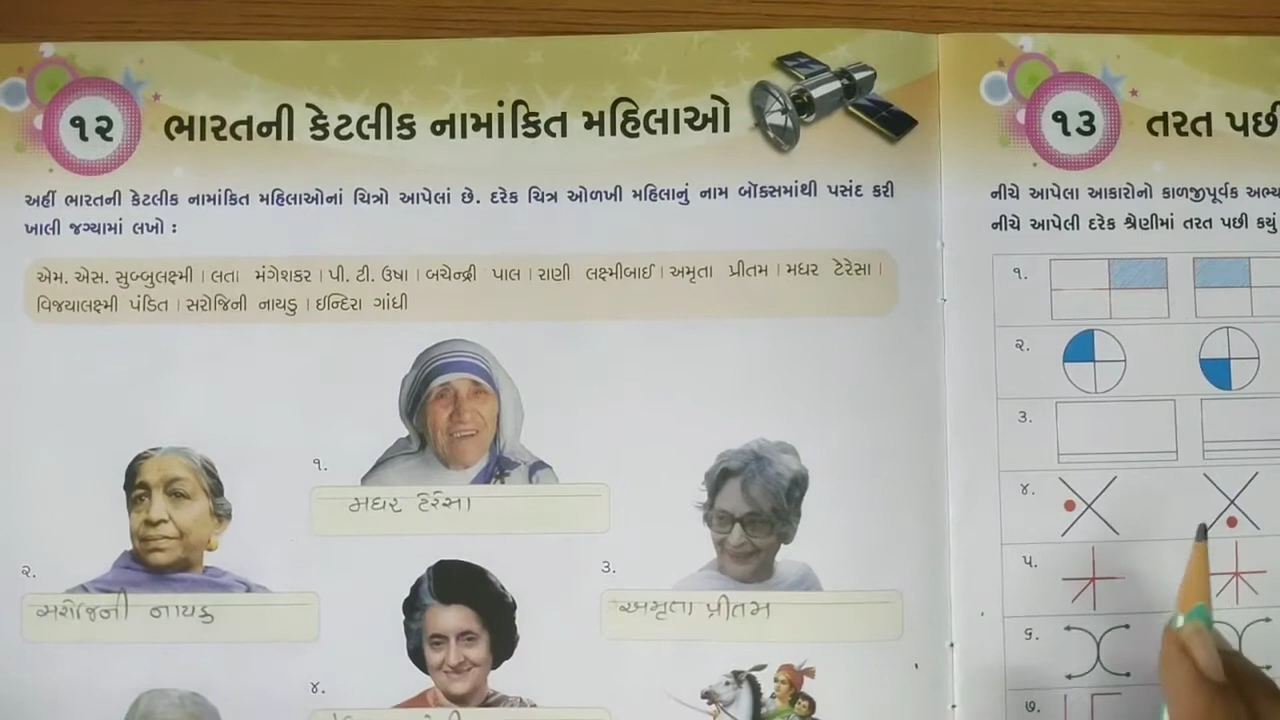 ૧૨
ભારતની કેટલીક નામાંકિત મહિલાઓ
અહીં ભારતની કેટલીક નામાંકિત મહિલાઓનાં ચિત્રો આપેલાં છે. દરેક ચિત્ર ઓળખી મહિલાનું નામ બૉક્સમાંથી પસંદ કરી
ખાલી જગ્યામાં લખો :
એમ. એસ. સુબ્બુલક્ષ્મી | લતા મંગેશકર | પી. ટી. ઉષા | બચેન્દ્રી પાલ | રાણી લક્ષ્મીબાઈ | અમૃતા પ્રીતમ | મધર ટેરેસા |
વિજયાલક્ષ્મી પંડિત | સરોજિની નાયડુ | ઈન્દિરા ગાંધી
૧.
મધર ટેરેસા
૨.
સરોજિની નાયડુ
૩.
અમૃતા પ્રીતમ
૪.
૧૩
તરત પછી
નીચે આપેલા આકારોનો કાળજીપૂર્વક
નીચે આપેલી દરેક શ્રેણીમાં તરત પછી કયું
૧.
૨.
૩.
૪.
૫.
૬.
૭.